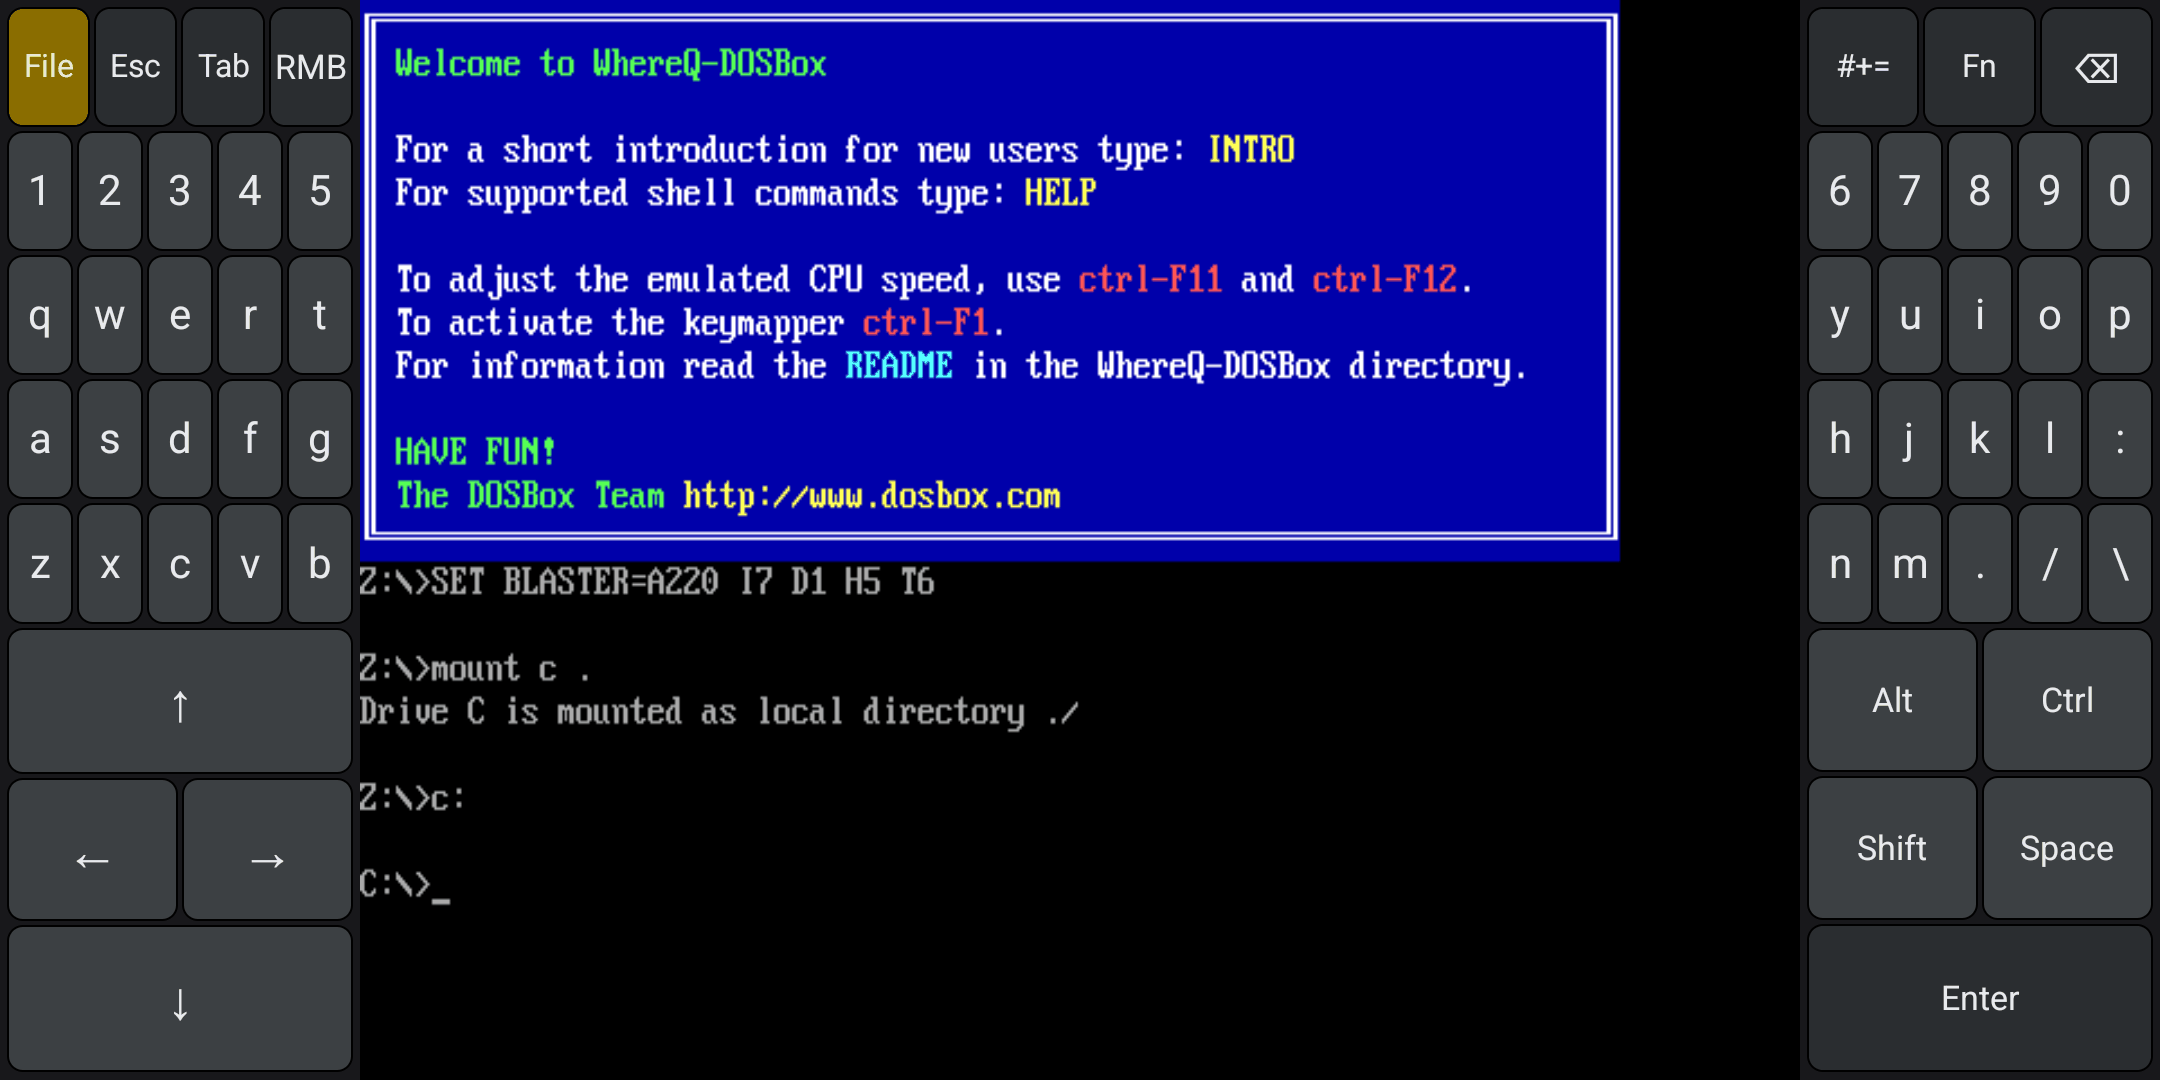 File Esc Tab RMB
1 2 3 4 5
q w e r t
a s d f g
z x c v b
↑
← →
↓
Welcome to WhereQ-DOSBox
For a short introduction for new users type: INTRO
For supported shell commands type: HELP
To adjust the emulated CPU speed, use ctrl-F11 and ctrl-F12.
To activate the keymapper ctrl-F1.
For information read the README in the WhereQ-DOSBox directory.
HAVE FUN!
The DOSBox Team http://www.dosbox.com
Z:\>SET BLASTER=A220 I7 D1 H5 T6
Z:\>mount c .
Drive C is mounted as local directory ./
Z:\>c:
C:\>_
#+= Fn ⌫
6 7 8 9 0
y u i o p
h j k l :
n m . / \
Alt Ctrl
Shift Space
Enter